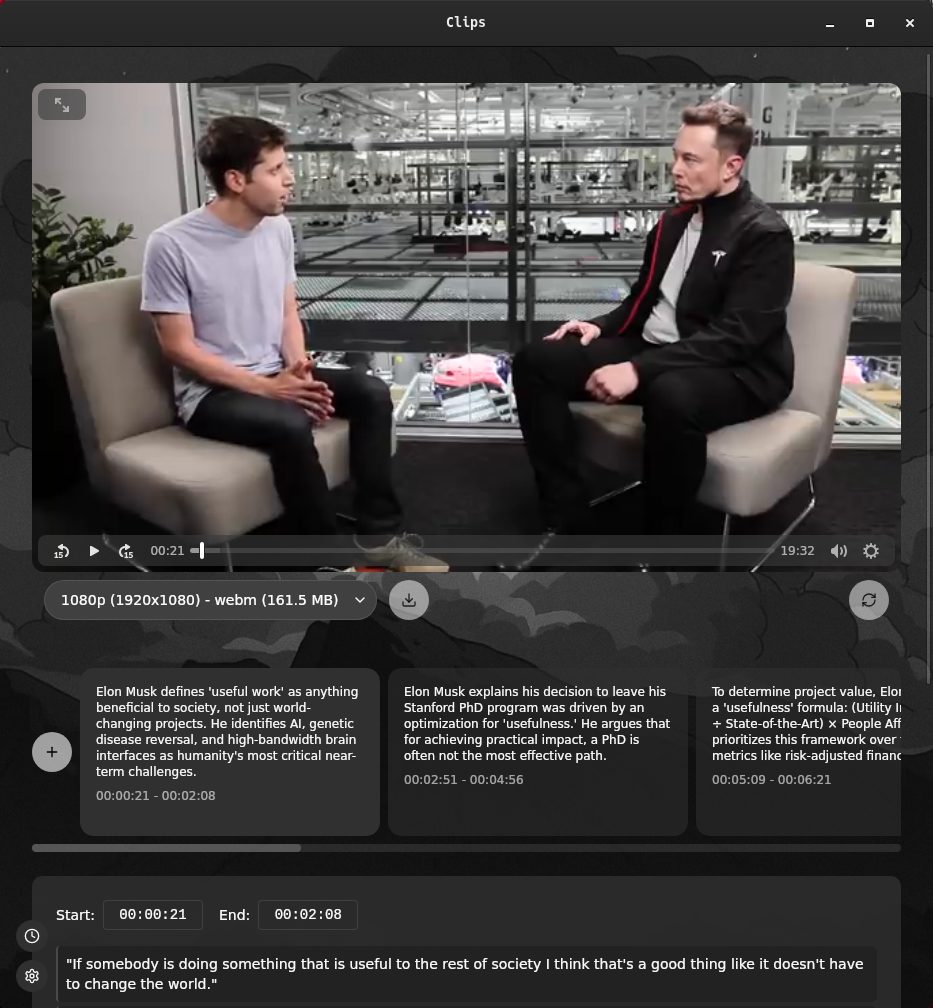 Clips
15
15
00:21
19:32
1080p (1920x1080) - webm (161.5 MB)
Elon Musk defines 'useful work' as anything
beneficial to society, not just world-
changing projects. He identifies AI, genetic
disease reversal, and high-bandwidth brain
interfaces as humanity's most critical near-
term challenges.
00:00:21 - 00:02:08
Elon Musk explains his decision to leave his
Stanford PhD program was driven by an
optimization for 'usefulness.' He argues that
for achieving practical impact, a PhD is
often not the most effective path.
00:02:51 - 00:04:56
To determine project value, Elon
a 'usefulness' formula: (Utility
÷ State-of-the-Art) × People
prioritizes this framework over
metrics like risk-adjusted
00:05:09 - 00:06:21
Start: 00:00:21 End: 00:02:08
"If somebody is doing something that is useful to the rest of society I think that's a good thing like it doesn't have
to change the world."